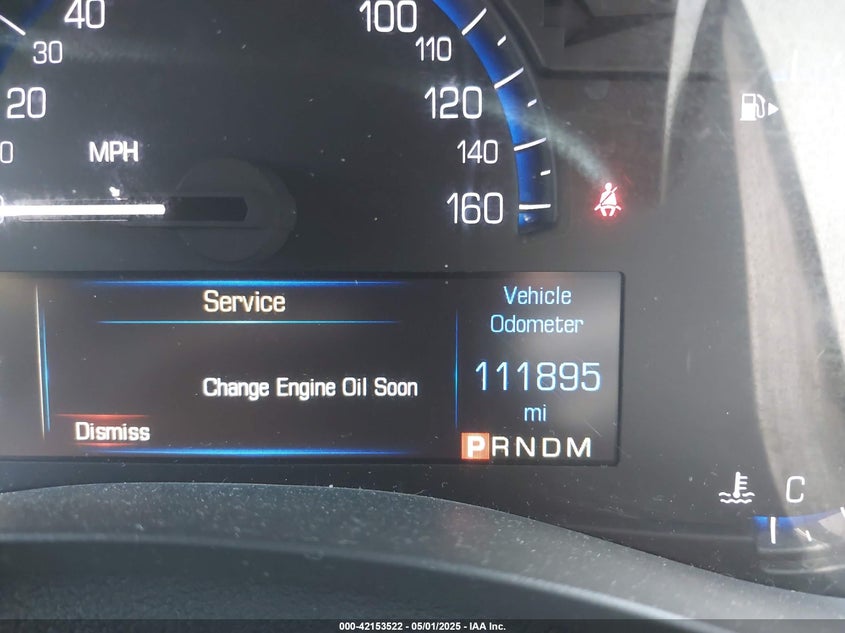 40
100
30
110
20
120
0
MPH
140
160
Service
Vehicle
Odometer
Change Engine Oil Soon
111895
mi
Dismiss
PRNDM
C
000-42153522 - 05/01/2025 - IAA Inc.